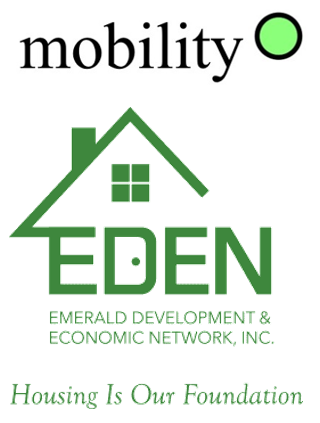 mobility
EDEN
EMERALD DEVELOPMENT &
ECONOMIC NETWORK, INC.
Housing Is Our Foundation